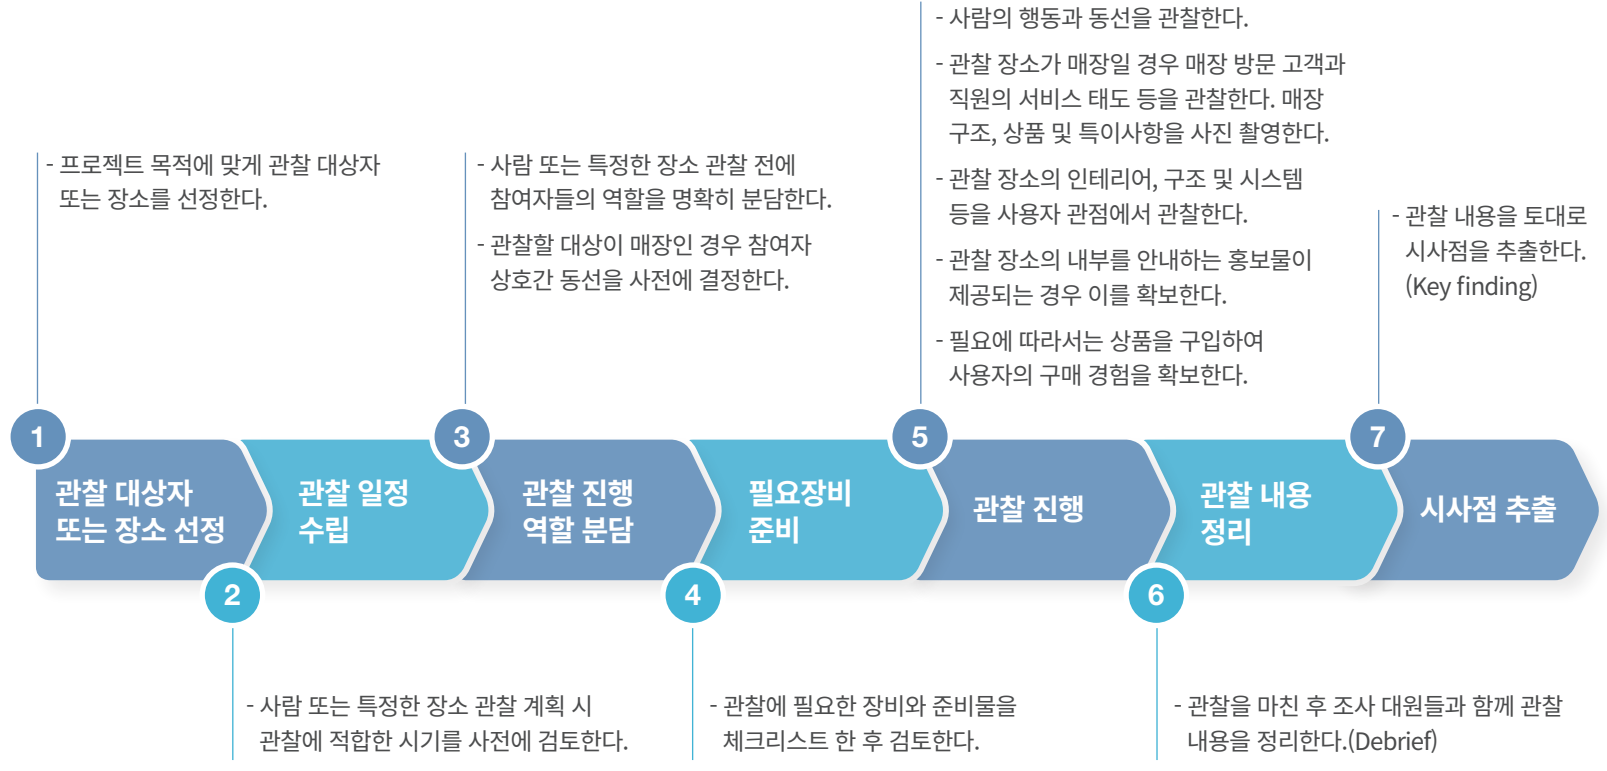 1
관찰 대상자
또는 장소 선정
- 프로젝트 목적에 맞게 관찰 대상자
또는 장소를 선정한다.
2
관찰 일정
수립
- 사람 또는 특정한 장소 관찰 계획 시
관찰에 적합한 시기를 사전에 검토한다.
3
관찰 진행
역할 분담
- 사람 또는 특정한 장소 관찰 전에
참여자들의 역할을 명확히 분담한다.
- 관찰할 대상이 매장인 경우 참여자
상호간 동선을 사전에 결정한다.
4
필요장비
준비
- 관찰에 필요한 장비와 준비물을
체크리스트 한 후 검토한다.
5
관찰 진행
- 사람의 행동과 동선을 관찰한다.
- 관찰 장소가 매장일 경우 매장 방문 고객과
직원의 서비스 태도 등을 관찰한다. 매장
구조, 상품 및 특이사항을 사진 촬영한다.
- 관찰 장소의 인테리어, 구조 및 시스템
등을 사용자 관점에서 관찰한다.
- 관찰 장소의 내부를 안내하는 홍보물이
제공되는 경우 이를 확보한다.
- 필요에 따라서는 상품을 구입하여
사용자의 구매 경험을 확보한다.
6
관찰 내용
정리
- 관찰을 마친 후 조사 대원들과 함께 관찰
내용을 정리한다.(Debrief)
7
시사점 추출
- 관찰 내용을 토대로
시사점을 추출한다.
(Key finding)